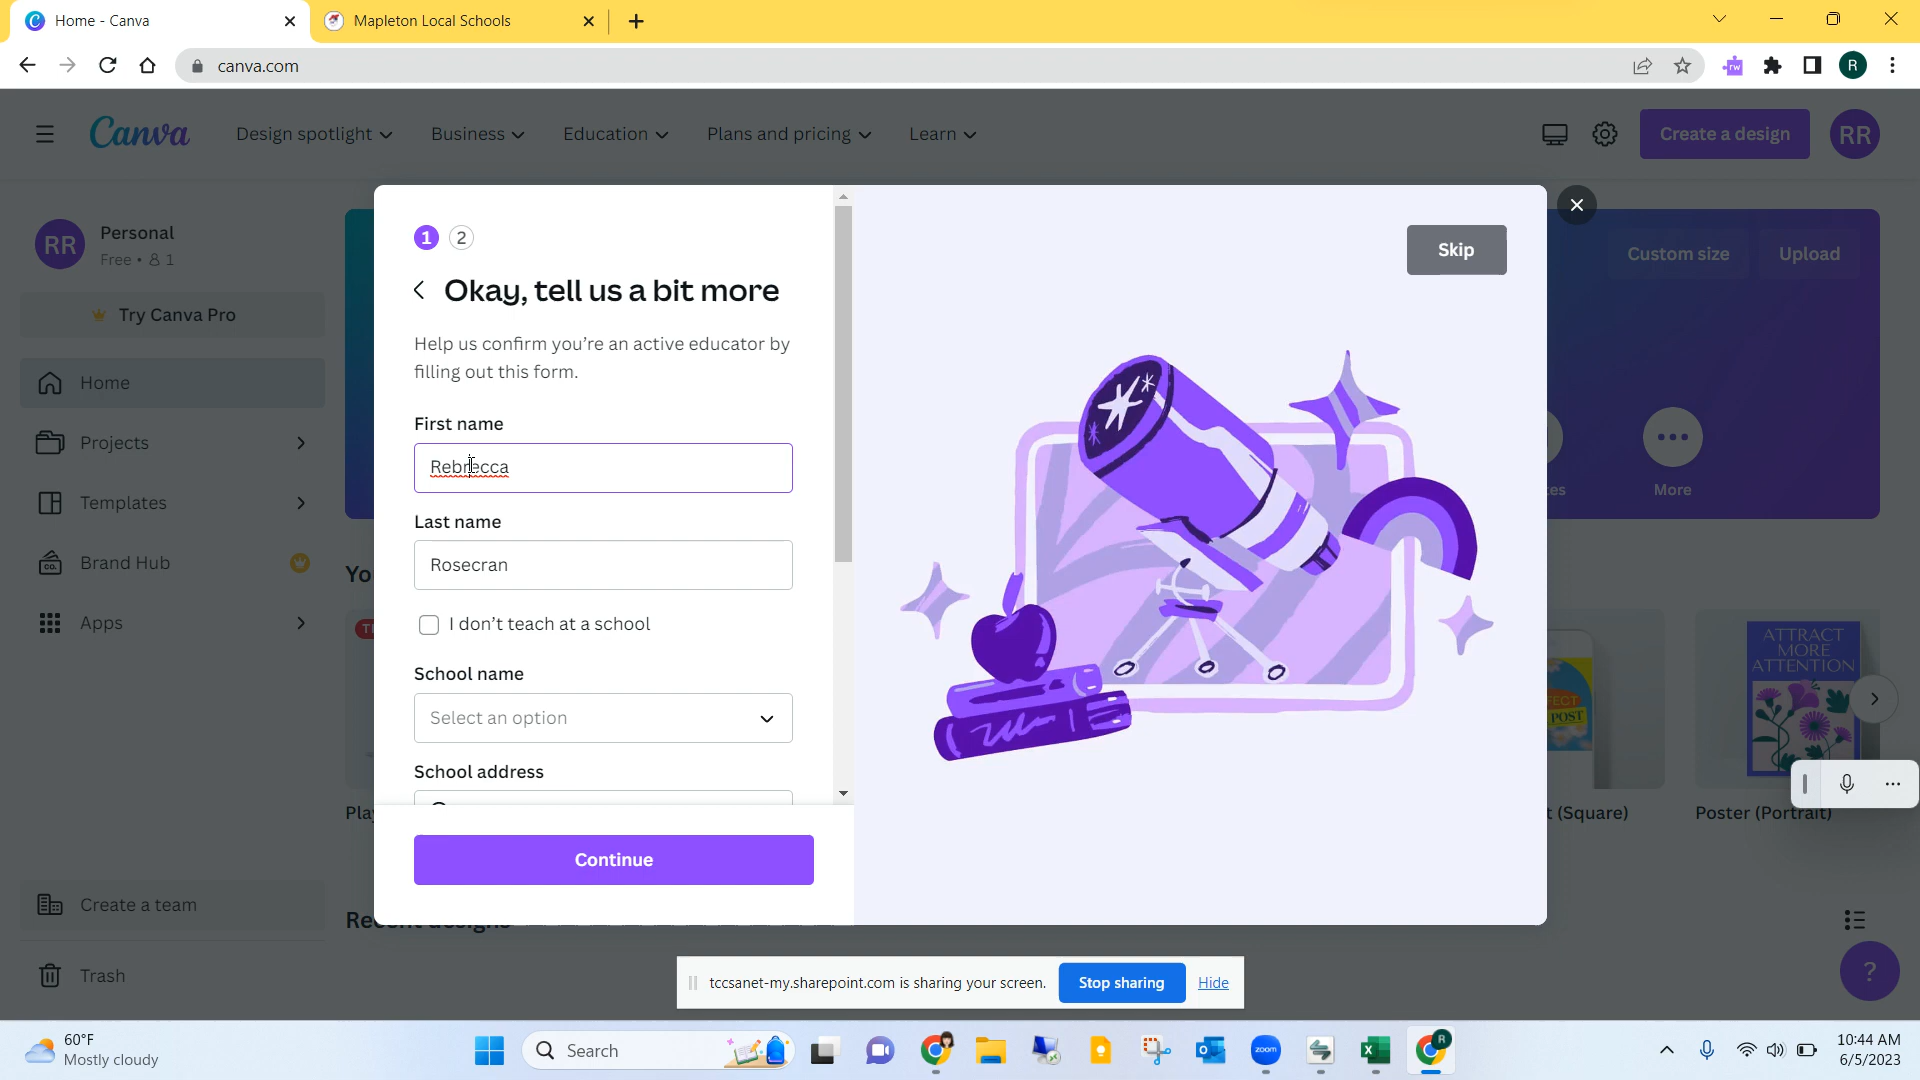 Home - Canva
Mapleton Local Schools
canva.com
rw
R
Canva
Design spotlight
Business
Education
Plans and pricing
Learn
Create a design
RR
RR
Personal
Free • 1
Try Canva Pro
Home
Projects
Templates
Brand Hub
Apps
Create a team
Trash
1 2
Okay, tell us a bit more
Help us confirm you're an active educator by
filling out this form.
First name
Rebrecca
Last name
Rosecran
I don't teach at a school
School name
Select an option
School address
Continue
Skip
Custom size
Upload
More
ATTRACT
MORE
ATTENTION
POST
t (Square)
Poster (Portrait)
?
tccsanet-my.sharepoint.com is sharing your screen.
Stop sharing
Hide
60°F
Mostly cloudy
Search
zoom
R
10:44 AM
6/5/2023